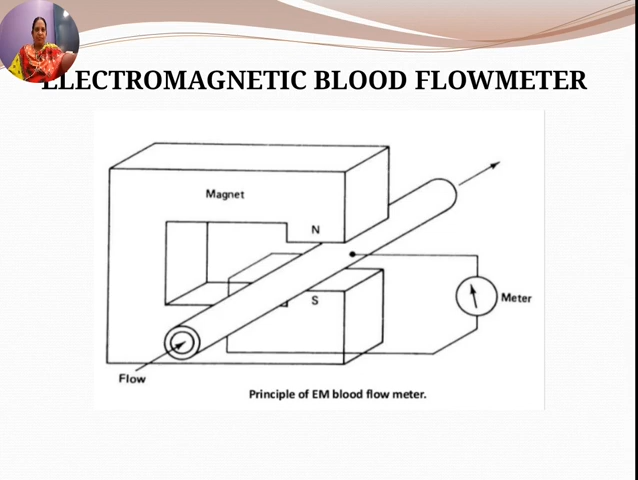 ELECTROMAGNETIC BLOOD FLOWMETER
Magnet
N
S
Meter
Flow
Principle of EM blood flow meter.